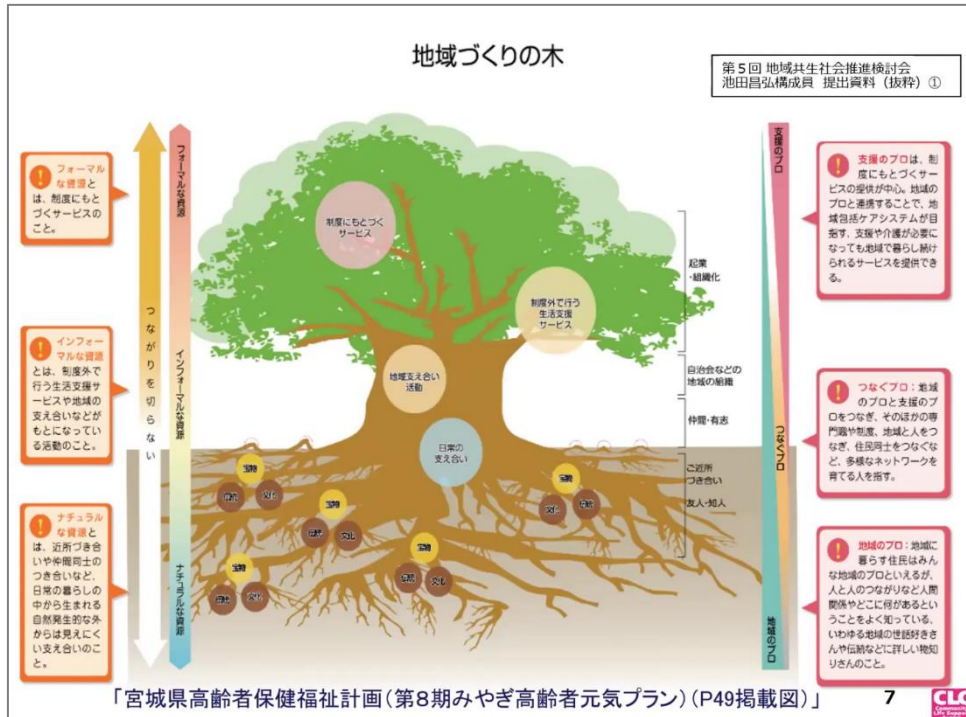 地域づくりの木
第５回 地域共生社会推進検討会
池田昌弘構成員 提出資料（抜粋）①
フォーマル
な資源と
は、制度にもと
づくサービスの
こと。
インフォー
マルな資源
とは、制度外で
行う生活支援サ
ービスや地域の
支え合いなどが
もとになってい
る活動のこと。
ナチュラル
な資源と
は、近所づき合
いや仲間同士の
つき合いなど、
日常の暮らしの
中から生まれる
自然発生的な外
からは見えにく
い支え合いのこ
と。
つながりを切らない
フォーマルな資源
インフォーマルな資源
ナチュラルな資源
制度にもとづく
サービス
制度外で行う
生活支援
サービス
地域支え合い
活動
日常の
支え合い
宝物
伝統
文化
宝物
伝統
文化
宝物
伝統
文化
宝物
伝統
文化
宝物
文化
伝統
起業
・組織化
自治会などの
地域の組織
仲間・有志
ご近所
づき合い
友人・知人
支援のプロ
つなぐプロ
地域のプロ
支援のプロは、制
度にもとづくサー
ビスの提供が中心。地域の
プロと連携することで、地
域包括ケアシステムが目
指す、支援や介護が必要に
なっても地域で暮らし続け
られるサービスを提供でき
る。
つなぐプロ：地域
のプロと支援のプ
ロをつなぎ、そのほかの専
門職や制度、地域と人をつ
なぎ、住民同士をつなぐな
ど、多様なネットワークを
育てる人を指す。
地域のプロ：地域に
暮らす住民はみん
な地域のプロといえるが、
人と人のつながりなど人間
関係やどこに何があるとい
うことをよく知っている、
いわゆる地域の世話好きさ
んや伝統などに詳しい物知
りさんのこと。
「宮城県高齢者保健福祉計画（第８期みやぎ高齢者元気プラン）（P49掲載図）」
7
CLC